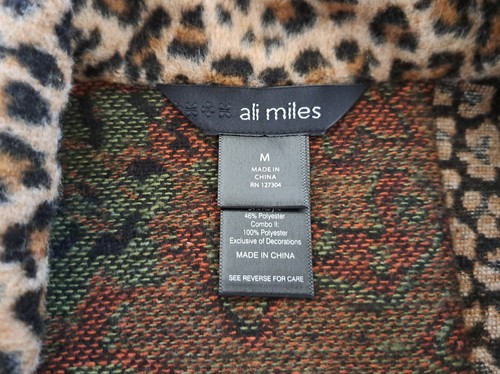 ali miles
M
MADE IN
CHINA
RN 127304
46% Polyester
Combo II:
100% Polyester
Exclusive of Decorations
MADE IN CHINA
SEE REVERSE FOR CARE